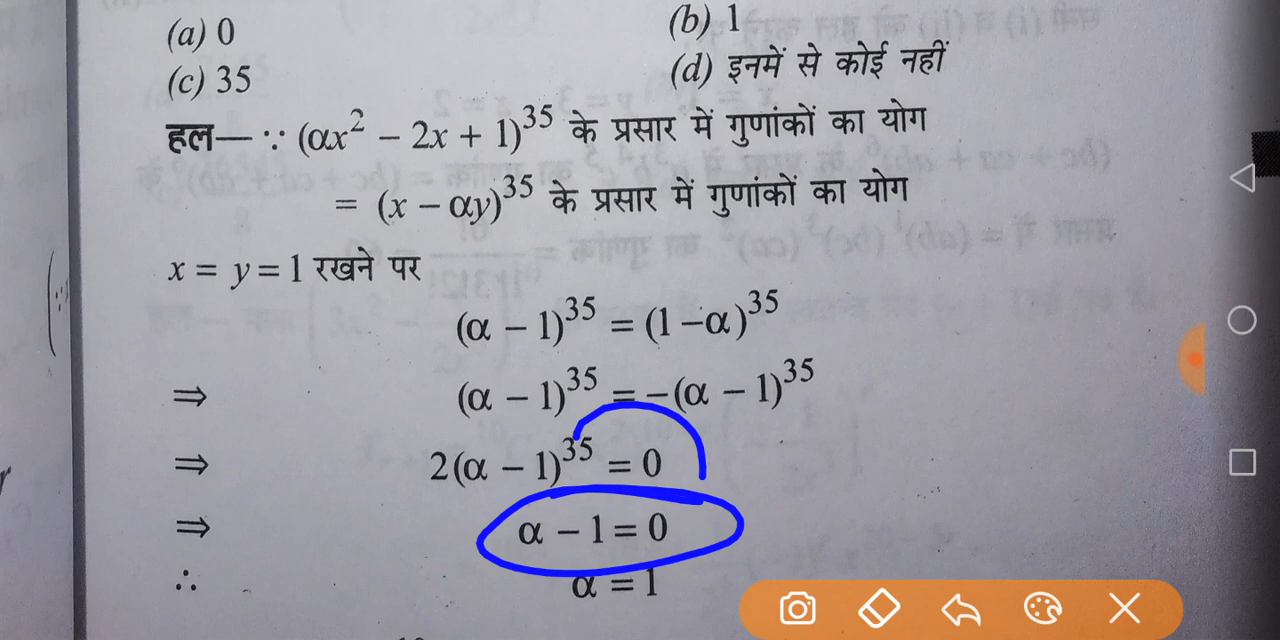 (a) 0 (b) 1
(c) 35 (d) इनमें से कोई नहीं
हल— ∵ (αx² − 2x + 1)³⁵ के प्रसार में गुणांकों का योग
= (x − αy)³⁵ के प्रसार में गुणांकों का योग
x = y = 1 रखने पर
(α − 1)³⁵ = (1 − α)³⁵
⇒ (α − 1)³⁵ = −(α − 1)³⁵
⇒ 2(α − 1)³⁵ = 0
⇒ α − 1 = 0
∴ α = 1